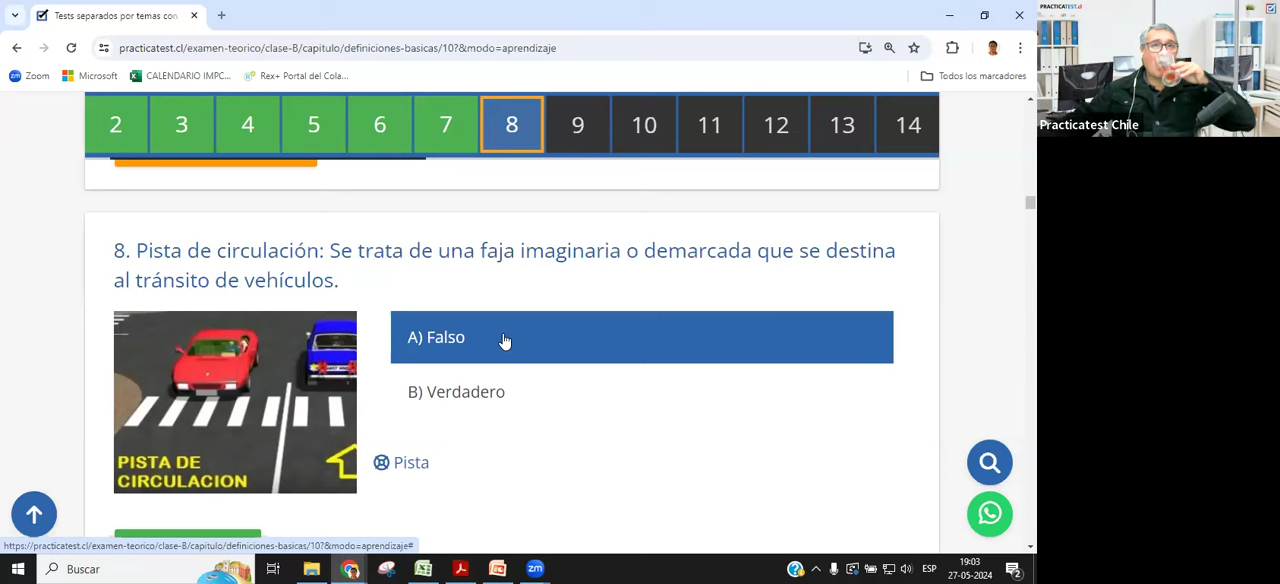 Tests separados por temas con
practicatest.cl/examen-teorico/clase-B/capitulo/definiciones-basicas/10?&modo=aprendizaje
Zoom
Microsoft
CALENDARIO IMPC...
Rex+ Portal del Cola...
Todos los marcadores
PRACTICATEST.cl
Practicatest Chile
2 3 4 5 6 7 8 9 10 11 12 13 14
8. Pista de circulación: Se trata de una faja imaginaria o demarcada que se destina
al tránsito de vehículos.
A) Falso
B) Verdadero
PISTA DE
CIRCULACION
Pista
https://practicatest.cl/examen-teorico/clase-B/capitulo/definiciones-basicas/10?&modo=aprendizaje#
Buscar
zm
ESP
19:03
27-05-2024
2